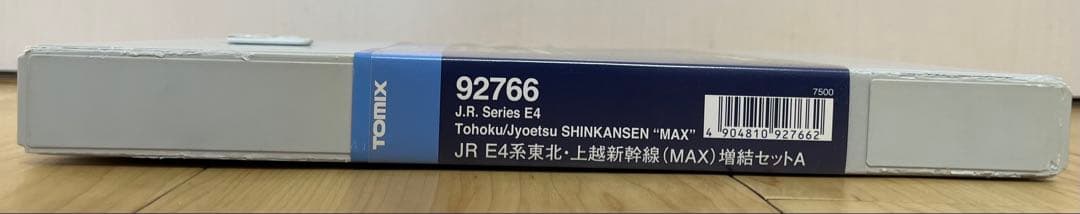 TOMIX
92766
J.R. Series E4
Tohoku/Jyoetsu SHINKANSEN “MAX”
JR E4系東北・上越新幹線(MAX)増結セットA
7500
4 904810 927662